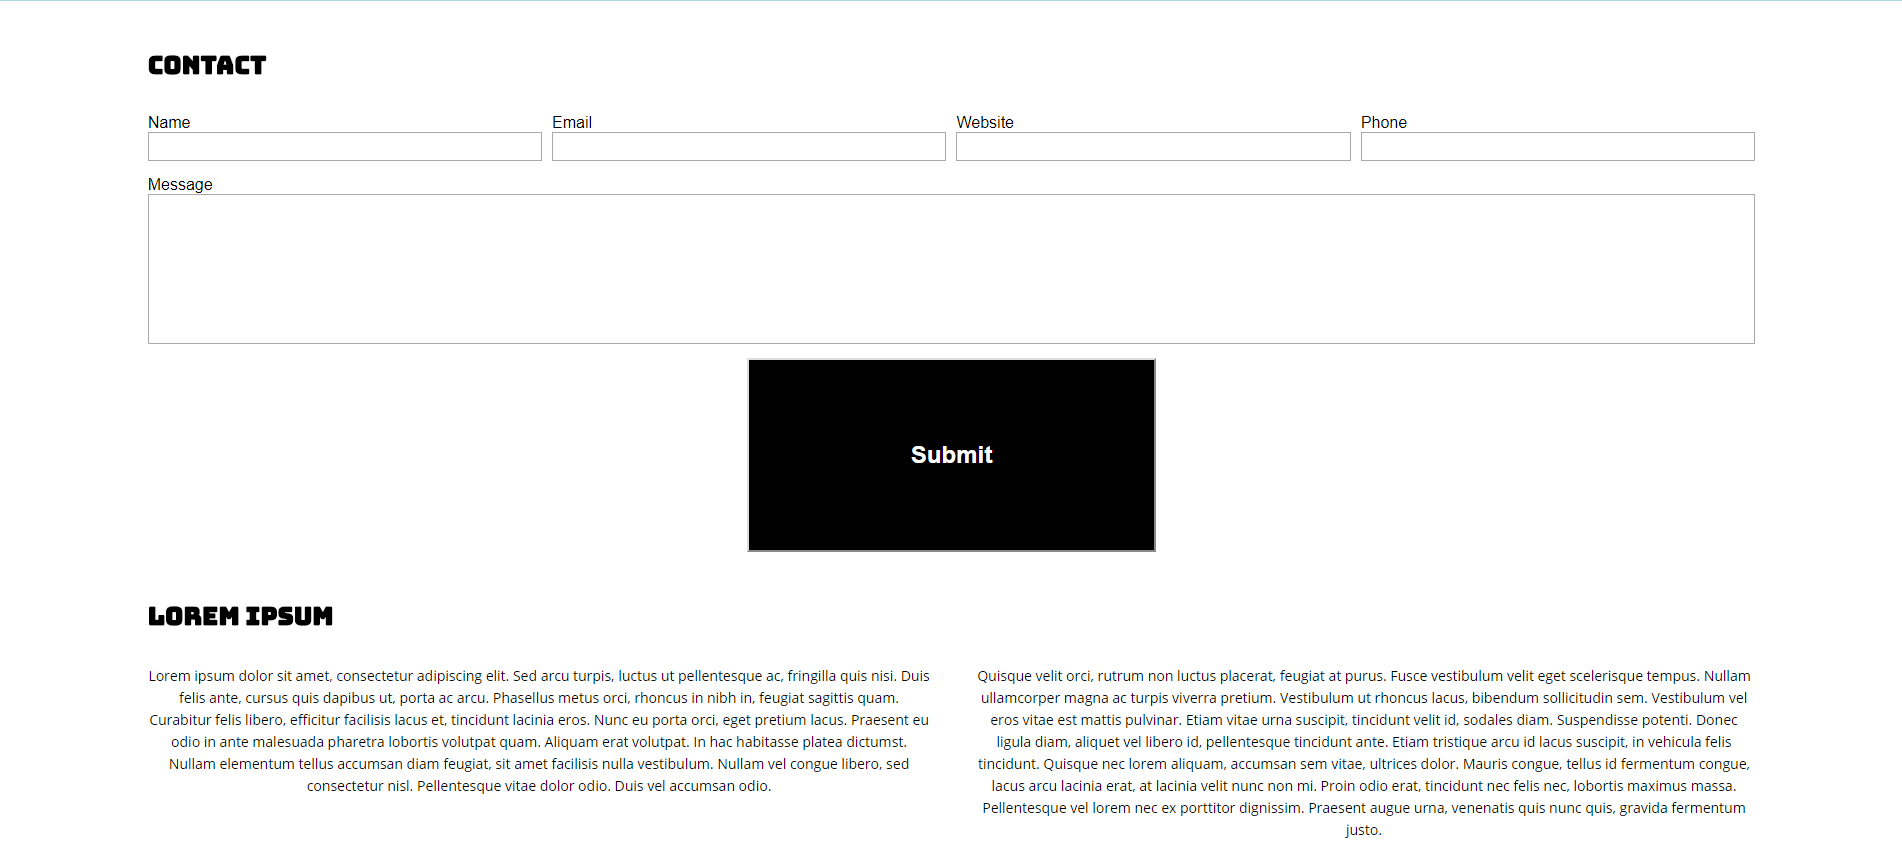 CONTACT
Name Email Website Phone
Message
Submit
LOREM IPSUM
Lorem ipsum dolor sit amet, consectetur adipiscing elit. Sed arcu turpis, luctus ut pellentesque ac, fringilla quis nisi. Duis
felis ante, cursus quis dapibus ut, porta ac arcu. Phasellus metus orci, rhoncus in nibh in, feugiat sagittis quam.
Curabitur felis libero, efficitur facilisis lacus et, tincidunt lacinia eros. Nunc eu porta orci, eget pretium lacus. Praesent eu
odio in ante malesuada pharetra lobortis volutpat quam. Aliquam erat volutpat. In hac habitasse platea dictumst.
Nullam elementum tellus accumsan diam feugiat, sit amet facilisis nulla vestibulum. Nullam vel congue libero, sed
consectetur nisl. Pellentesque vitae dolor odio. Duis vel accumsan odio.
Quisque velit orci, rutrum non luctus placerat, feugiat at purus. Fusce vestibulum velit eget scelerisque tempus. Nullam
ullamcorper magna ac turpis viverra pretium. Vestibulum ut rhoncus lacus, bibendum sollicitudin sem. Vestibulum vel
eros vitae est mattis pulvinar. Etiam vitae urna suscipit, tincidunt velit id, sodales diam. Suspendisse potenti. Donec
ligula diam, aliquet vel libero id, pellentesque tincidunt ante. Etiam tristique arcu id lacus suscipit, in vehicula felis
tincidunt. Quisque nec lorem aliquam, accumsan sem vitae, ultrices dolor. Mauris congue, tellus id fermentum congue,
lacus arcu lacinia erat, at lacinia velit nunc non mi. Proin odio erat, tincidunt nec felis nec, lobortis maximus massa.
Pellentesque vel lorem nec ex porttitor dignissim. Praesent augue urna, venenatis quis nunc quis, gravida fermentum
justo.